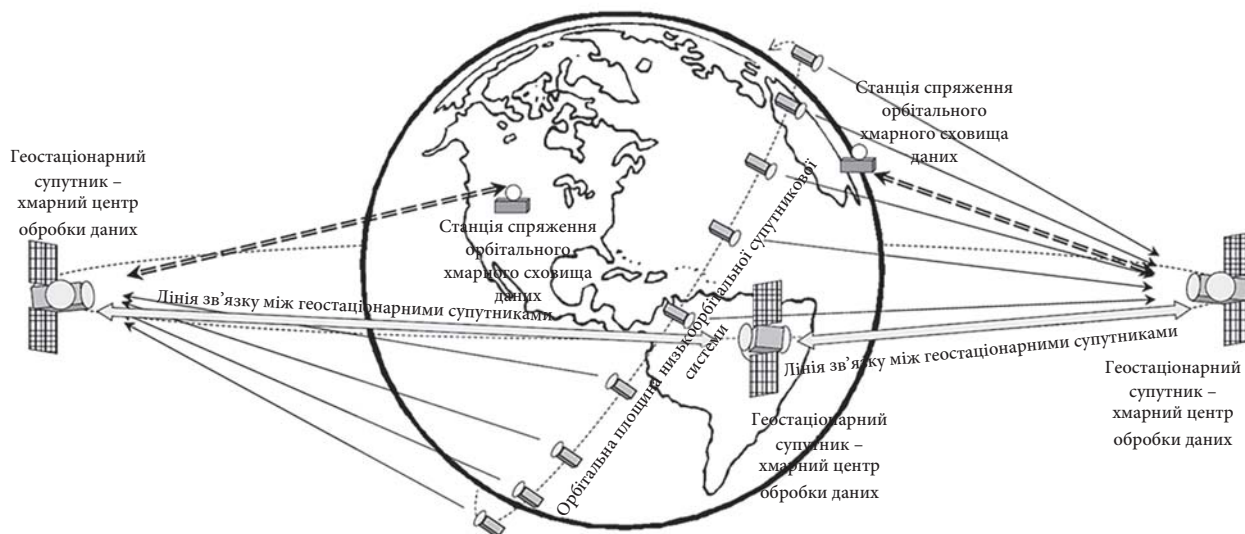 Станція спряження
орбітального
хмарного сховища
даних
Геостаціонарний
супутник –
хмарний центр
обробки даних
Станція спряження
орбітального
хмарного сховища
даних
Лінія зв’язку між геостаціонарними супутниками
Орбітальна площина низькоорбітальної супутникової
системи
Лінія зв’язку між геостаціонарними супутниками
Геостаціонарний
супутник –
хмарний центр
обробки даних
Геостаціонарний
супутник –
хмарний центр
обробки даних